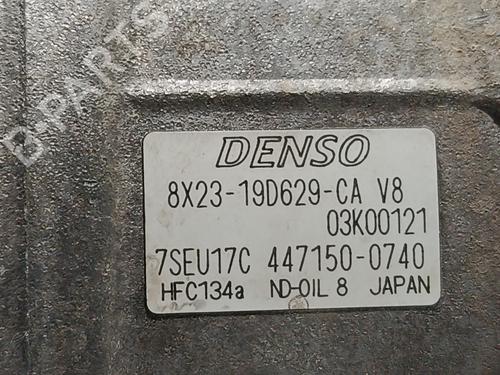 D-PARTS
DENSO
8X23-19D629-CA V8
03K00121
7SEU17C 447150-0740
HFC134a ND-OIL 8 JAPAN